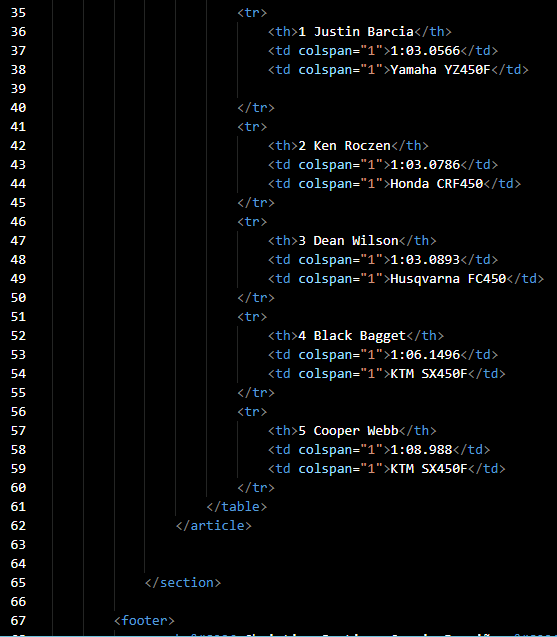 35 <tr>
36 <th>1 Justin Barcia</th>
37 <td colspan="1">1:03.0566</td>
38 <td colspan="1">Yamaha YZ450F</td>
39
40 </tr>
41 <tr>
42 <th>2 Ken Roczen</th>
43 <td colspan="1">1:03.0786</td>
44 <td colspan="1">Honda CRF450</td>
45 </tr>
46 <tr>
47 <th>3 Dean Wilson</th>
48 <td colspan="1">1:03.0893</td>
49 <td colspan="1">Husqvarna FC450</td>
50 </tr>
51 <tr>
52 <th>4 Black Bagget</th>
53 <td colspan="1">1:06.1496</td>
54 <td colspan="1">KTM SX450F</td>
55 </tr>
56 <tr>
57 <th>5 Cooper Webb</th>
58 <td colspan="1">1:08.988</td>
59 <td colspan="1">KTM SX450F</td>
60 </tr>
61 </table>
62 </article>
63
64
65 </section>
66
67 <footer>